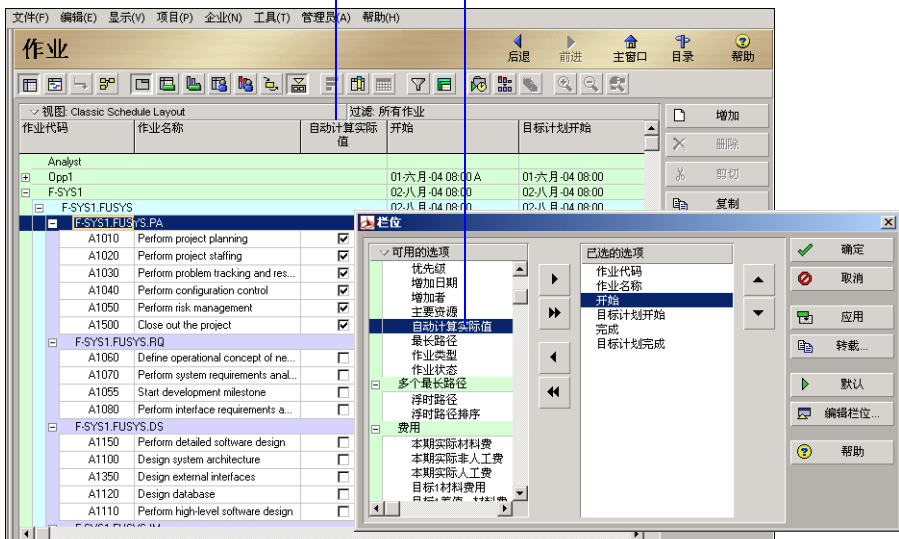 文件(F) 编辑(E) 显示(V) 项目(P) 企业(N) 工具(T) 管理员(A) 帮助(H)
作业
后退 前进 主窗口 目录 帮助
视图: Classic Schedule Layout 过滤: 所有作业
作业代码 作业名称 自动计算实际值 开始 目标计划开始
Analyst
Opp1 01-六月-04 08:00 A 01-六月-04 08:00
F-SYS1 02-八月-04 08:00 02-八月-04 08:00
F-SYS1.FUSYS 02-八月-04 08:00 02-八月-04 08:00
F-SYS1.FUSYS.PA
A1010 Perform project planning
A1020 Perform project staffing
A1030 Perform problem tracking and res...
A1040 Perform configuration control
A1050 Perform risk management
A1500 Close out the project
F-SYS1.FUSYS.RQ
A1060 Define operational concept of ne...
A1070 Perform system requirements anal...
A1055 Start development milestone
A1080 Perform interface requirements a...
F-SYS1.FUSYS.DS
A1150 Perform detailed software design
A1100 Design system architecture
A1350 Design external interfaces
A1120 Design database
A1110 Perform high-level software design
增加
删除
剪切
复制
栏位
可用的选项
优先级
增加日期
增加者
主要资源
自动计算实际值
最长路径
作业类型
作业状态
多个最长路径
浮时路径
浮时路径排序
费用
本期实际材料费
本期实际非人工费
本期实际人工费
目标1材料费用
已选的选项
作业代码
作业名称
开始
目标计划开始
完成
目标计划完成
确定
取消
应用
转载...
默认
编辑栏位...
帮助